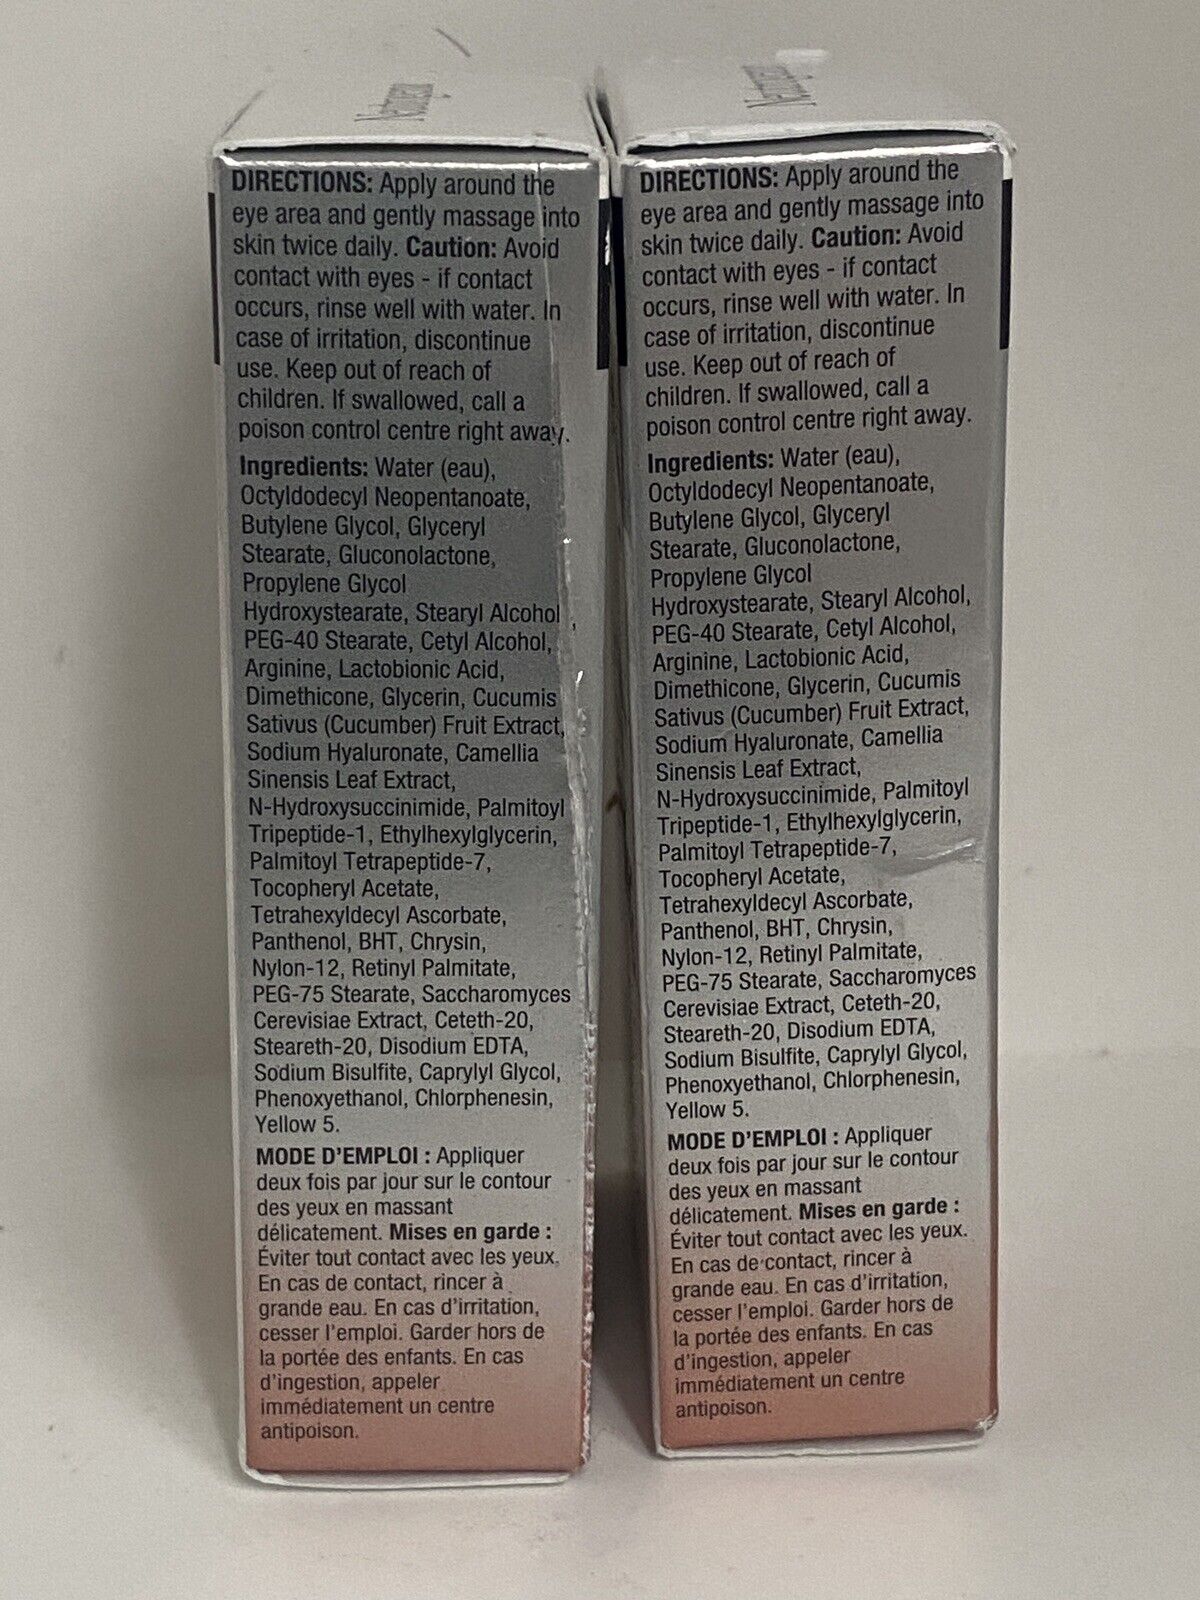 Neutrogena
DIRECTIONS: Apply around the
eye area and gently massage into
skin twice daily. Caution: Avoid
contact with eyes - if contact
occurs, rinse well with water. In
case of irritation, discontinue
use. Keep out of reach of
children. If swallowed, call a
poison control centre right away.
Ingredients: Water (eau),
Octyldodecyl Neopentanoate,
Butylene Glycol, Glyceryl
Stearate, Gluconolactone,
Propylene Glycol
Hydroxystearate, Stearyl Alcohol,
PEG-40 Stearate, Cetyl Alcohol,
Arginine, Lactobionic Acid,
Dimethicone, Glycerin, Cucumis
Sativus (Cucumber) Fruit Extract,
Sodium Hyaluronate, Camellia
Sinensis Leaf Extract,
N-Hydroxysuccinimide, Palmitoyl
Tripeptide-1, Ethylhexylglycerin,
Palmitoyl Tetrapeptide-7,
Tocopheryl Acetate,
Tetrahexyldecyl Ascorbate,
Panthenol, BHT, Chrysin,
Nylon-12, Retinyl Palmitate,
PEG-75 Stearate, Saccharomyces
Cerevisiae Extract, Ceteth-20,
Steareth-20, Disodium EDTA,
Sodium Bisulfite, Caprylyl Glycol,
Phenoxyethanol, Chlorphenesin,
Yellow 5.
MODE D'EMPLOI : Appliquer
deux fois par jour sur le contour
des yeux en massant
délicatement. Mises en garde :
Éviter tout contact avec les yeux.
En cas de contact, rincer à
grande eau. En cas d'irritation,
cesser l'emploi. Garder hors de
la portée des enfants. En cas
d'ingestion, appeler
immédiatement un centre
antipoison.
Neutrogena
DIRECTIONS: Apply around the
eye area and gently massage into
skin twice daily. Caution: Avoid
contact with eyes - if contact
occurs, rinse well with water. In
case of irritation, discontinue
use. Keep out of reach of
children. If swallowed, call a
poison control centre right away.
Ingredients: Water (eau),
Octyldodecyl Neopentanoate,
Butylene Glycol, Glyceryl
Stearate, Gluconolactone,
Propylene Glycol
Hydroxystearate, Stearyl Alcohol,
PEG-40 Stearate, Cetyl Alcohol,
Arginine, Lactobionic Acid,
Dimethicone, Glycerin, Cucumis
Sativus (Cucumber) Fruit Extract,
Sodium Hyaluronate, Camellia
Sinensis Leaf Extract,
N-Hydroxysuccinimide, Palmitoyl
Tripeptide-1, Ethylhexylglycerin,
Palmitoyl Tetrapeptide-7,
Tocopheryl Acetate,
Tetrahexyldecyl Ascorbate,
Panthenol, BHT, Chrysin,
Nylon-12, Retinyl Palmitate,
PEG-75 Stearate, Saccharomyces
Cerevisiae Extract, Ceteth-20,
Steareth-20, Disodium EDTA,
Sodium Bisulfite, Caprylyl Glycol,
Phenoxyethanol, Chlorphenesin,
Yellow 5.
MODE D'EMPLOI : Appliquer
deux fois par jour sur le contour
des yeux en massant
délicatement. Mises en garde :
Éviter tout contact avec les yeux.
En cas de contact, rincer à
grande eau. En cas d'irritation,
cesser l'emploi. Garder hors de
la portée des enfants. En cas
d'ingestion, appeler
immédiatement un centre
antipoison.